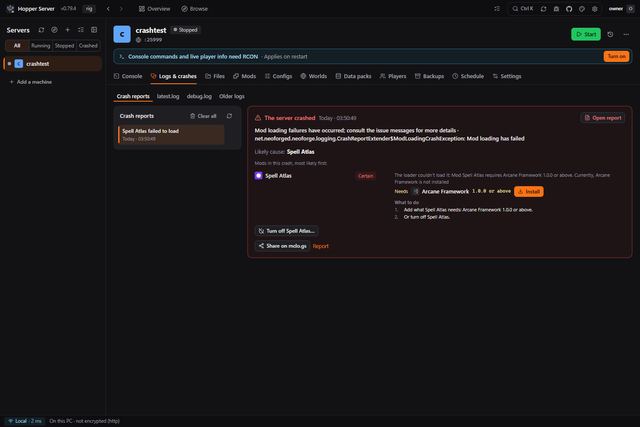 Hopper Server v0.79.4 rig Overview Browse Ctrl K owner O
Servers
All Running Stopped Crashed
C crashtest
+ Add a machine
C crashtest Stopped
:25999
Start
Console commands and live player info need RCON · Applies on restart Turn on
Console Logs & crashes Files Mods Configs Worlds Data packs Players Backups Schedule Settings
Crash reports latest.log debug.log Older logs
Crash reports Clear all
Spell Atlas failed to load
Today · 03:50:49
The server crashed Today · 03:50:49 Open report
Mod loading failures have occurred; consult the issue messages for more details -
net.neoforged.neoforge.logging.CrashReportExtender$ModLoadingCrashException: Mod loading has failed
Likely cause: Spell Atlas
Mods in this crash, most likely first:
Spell Atlas Certain
The loader couldn't load it: Mod Spell Atlas requires Arcane Framework 1.0.0 or above. Currently, Arcane
Framework is not installed
Needs Arcane Framework 1.0.0 or above Install
What to do
1. Add what Spell Atlas needs: Arcane Framework 1.0.0 or above.
2. Or turn off Spell Atlas.
Turn off Spell Atlas...
Share on mclo.gs Report
Local | 2 ms On this PC · not encrypted (http)